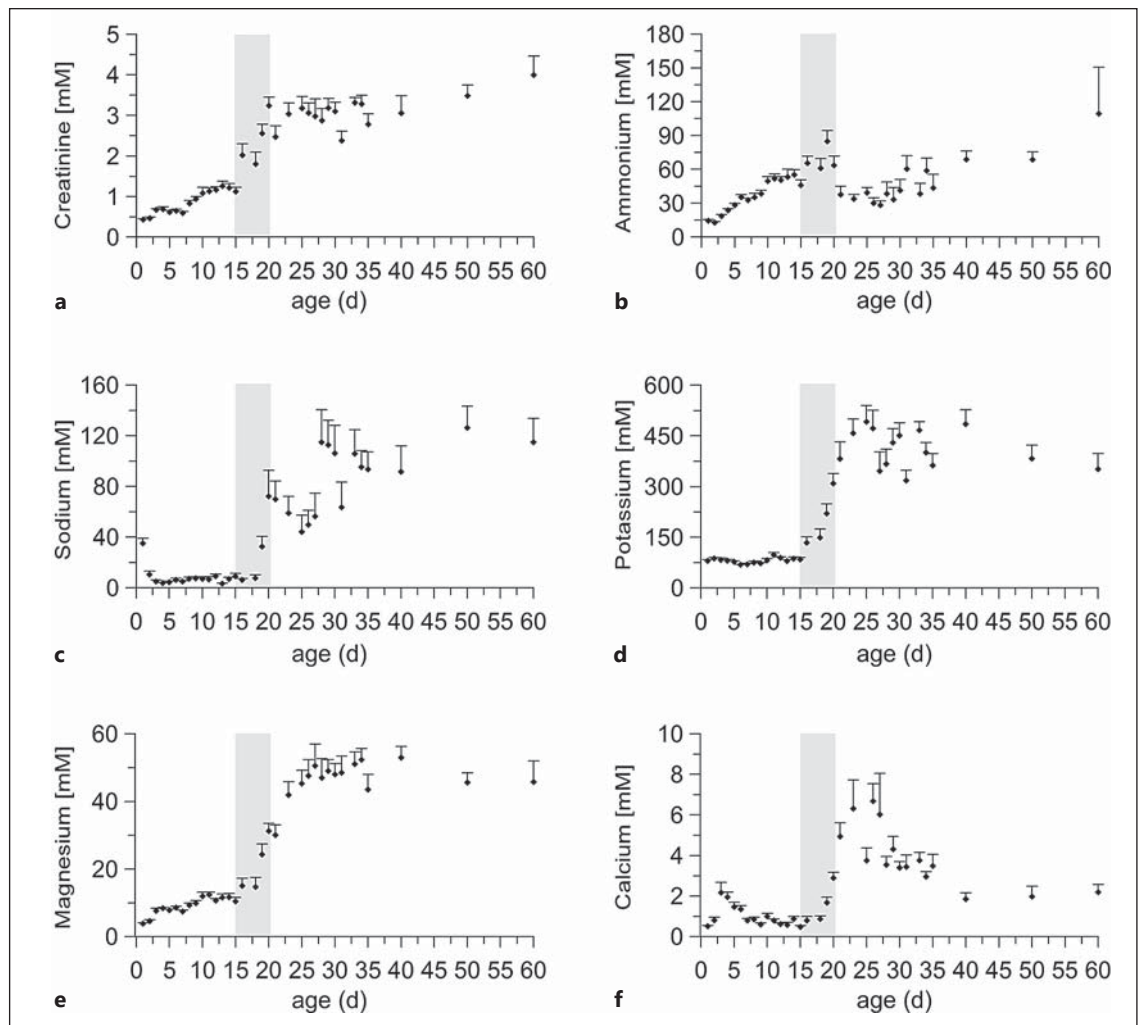 Creatinine [mM]
5
4
3
2
1
0
0 5 10 15 20 25 30 35 40 45 50 55 60
a age (d)
Ammonium [mM]
180
150
120
90
60
30
0
0 5 10 15 20 25 30 35 40 45 50 55 60
b age (d)
Sodium [mM]
160
120
80
40
0
0 5 10 15 20 25 30 35 40 45 50 55 60
c age (d)
Potassium [mM]
600
450
300
150
0
0 5 10 15 20 25 30 35 40 45 50 55 60
d age (d)
Magnesium [mM]
60
40
20
0
0 5 10 15 20 25 30 35 40 45 50 55 60
e age (d)
Calcium [mM]
10
8
6
4
2
0
0 5 10 15 20 25 30 35 40 45 50 55 60
f age (d)